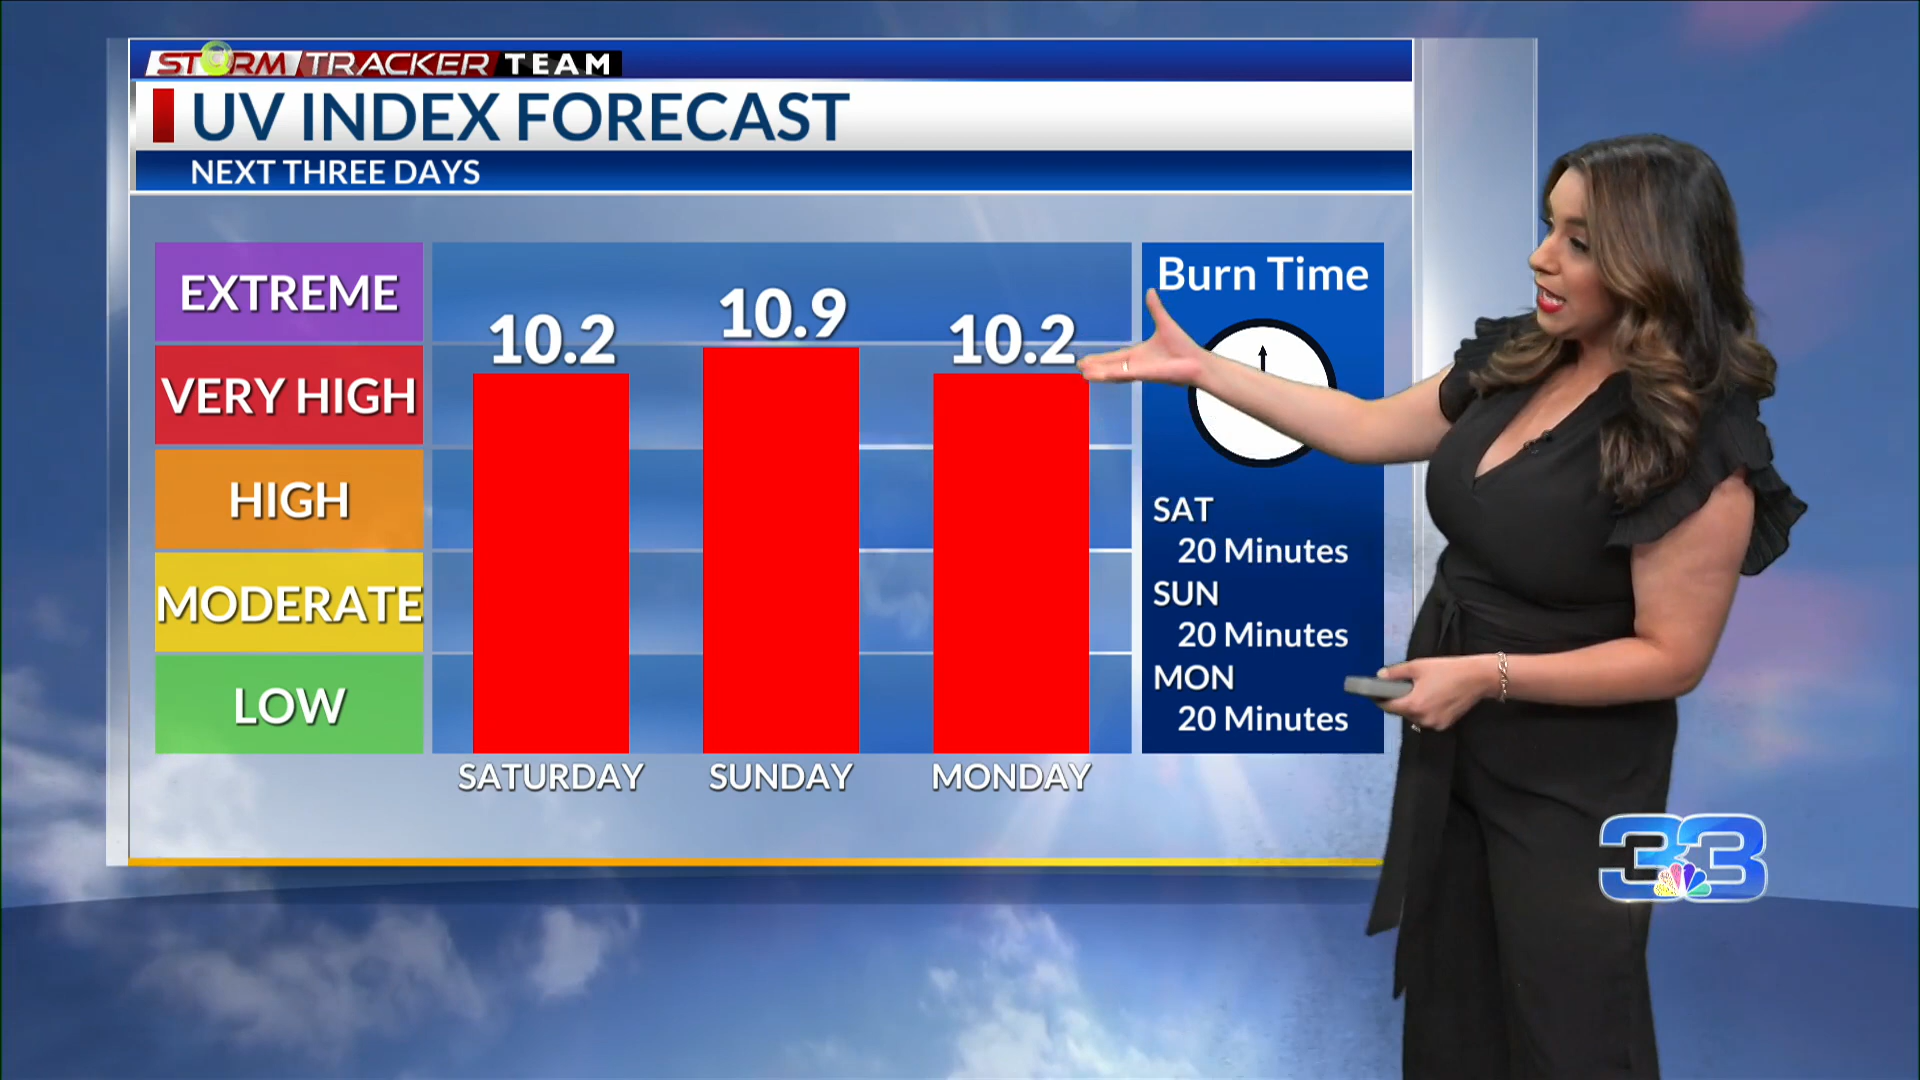 STORM TRACKER TEAM
UV INDEX FORECAST
NEXT THREE DAYS
EXTREME
VERY HIGH
HIGH
MODERATE
LOW
10.2
10.9
10.2
SATURDAY
SUNDAY
MONDAY
Burn Time
SAT
20 Minutes
SUN
20 Minutes
MON
20 Minutes
33